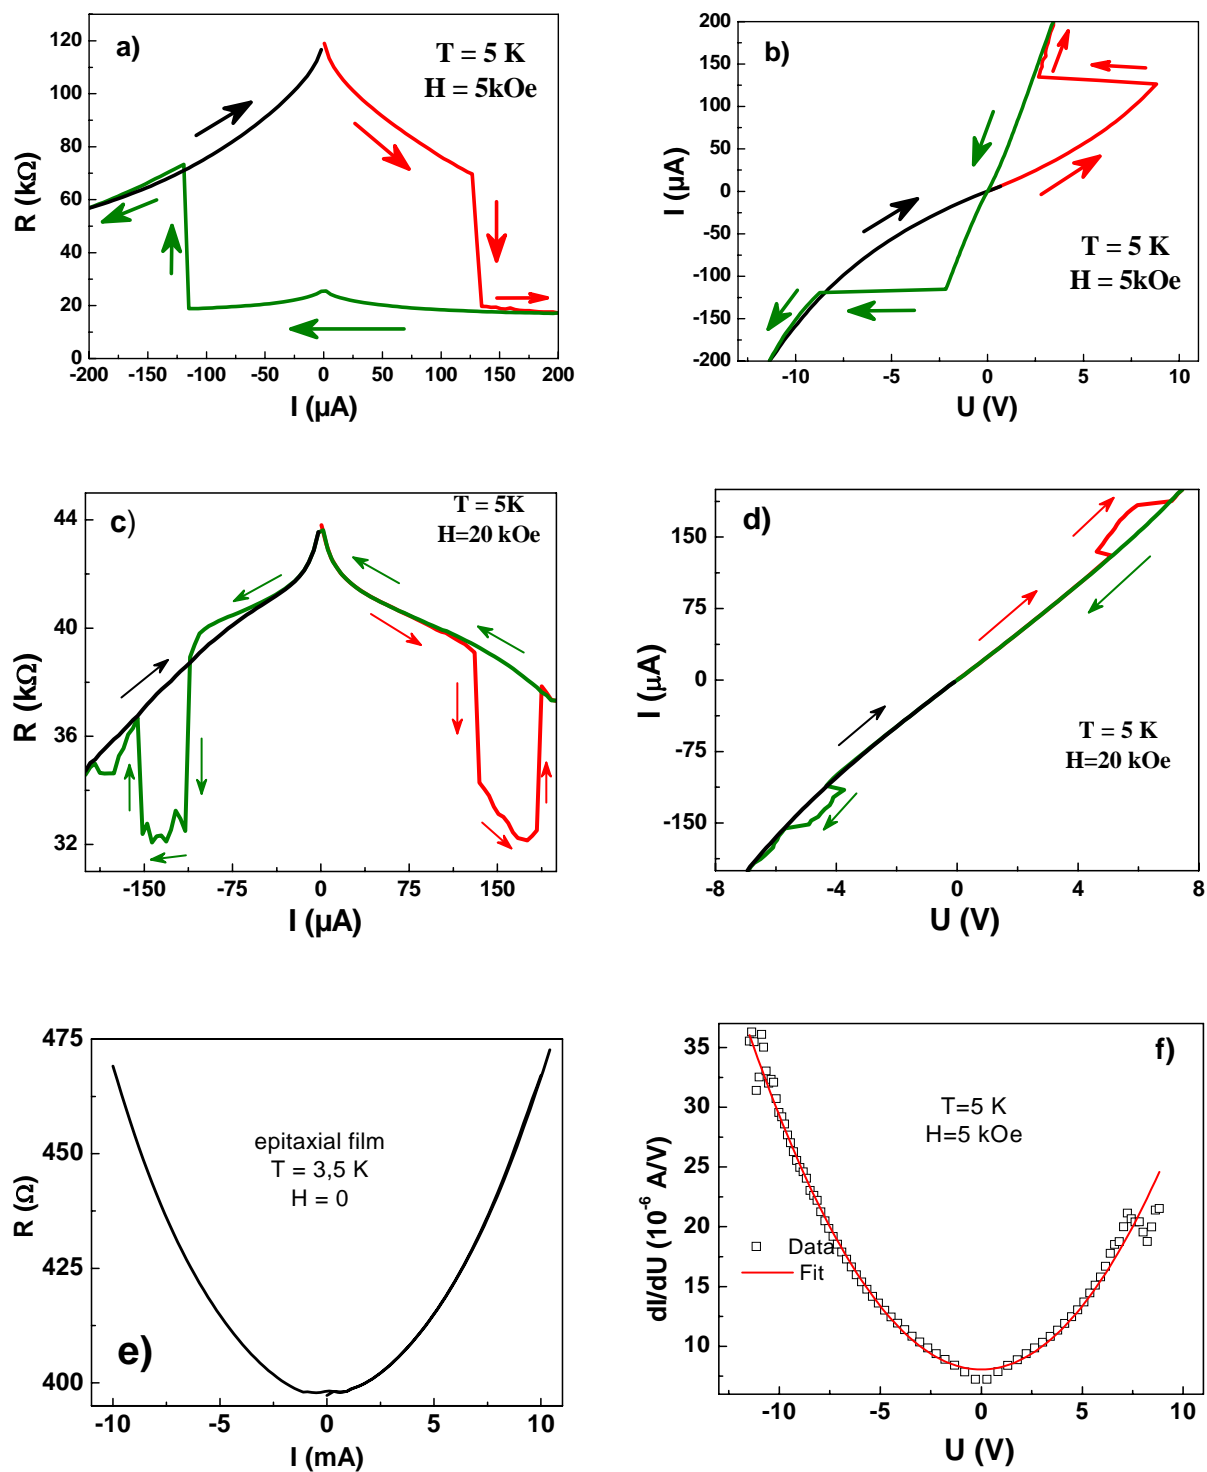 a)
T = 5 K
H = 5kOe
120
100
80
60
40
20
0
R (kΩ)
-200 -150 -100 -50 0 50 100 150 200
I (µA)
b)
T = 5 K
H = 5kOe
200
150
100
50
0
-50
-100
-150
-200
I (µA)
-10 -5 0 5 10
U (V)
c)
T = 5K
H=20 kOe
44
40
36
32
R (kΩ)
-150 -75 0 75 150
I (µA)
d)
T = 5 K
H=20 kOe
150
75
0
-75
-150
I (µA)
-8 -4 0 4 8
U (V)
475
450
425
400
R (Ω)
epitaxial film
T = 3,5 K
H = 0
e)
-10 -5 0 5 10
I (mA)
f)
T=5 K
H=5 kOe
35
30
25
20
15
10
dI/dU (10⁻⁶ A/V)
Data
Fit
-10 -5 0 5 10
U (V)